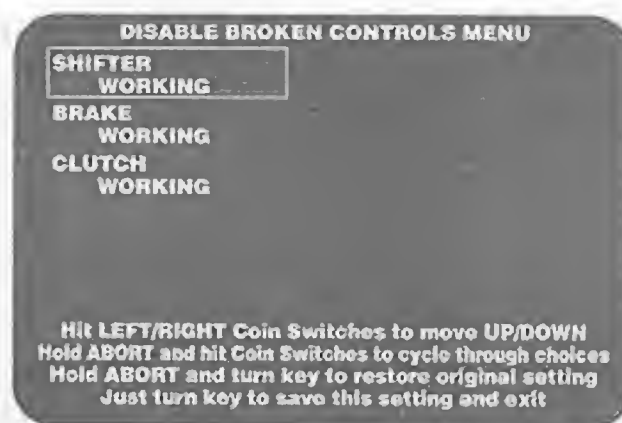 DISABLE BROKEN CONTROLS MENU
SHIFTER
WORKING
BRAKE
WORKING
CLUTCH
WORKING
Hit LEFT/RIGHT Coin Switches to move UP/DOWN
Hold ABORT and hit Coin Switches to cycle through choices
Hold ABORT and turn key to restore original setting
Just turn key to save this setting and exit